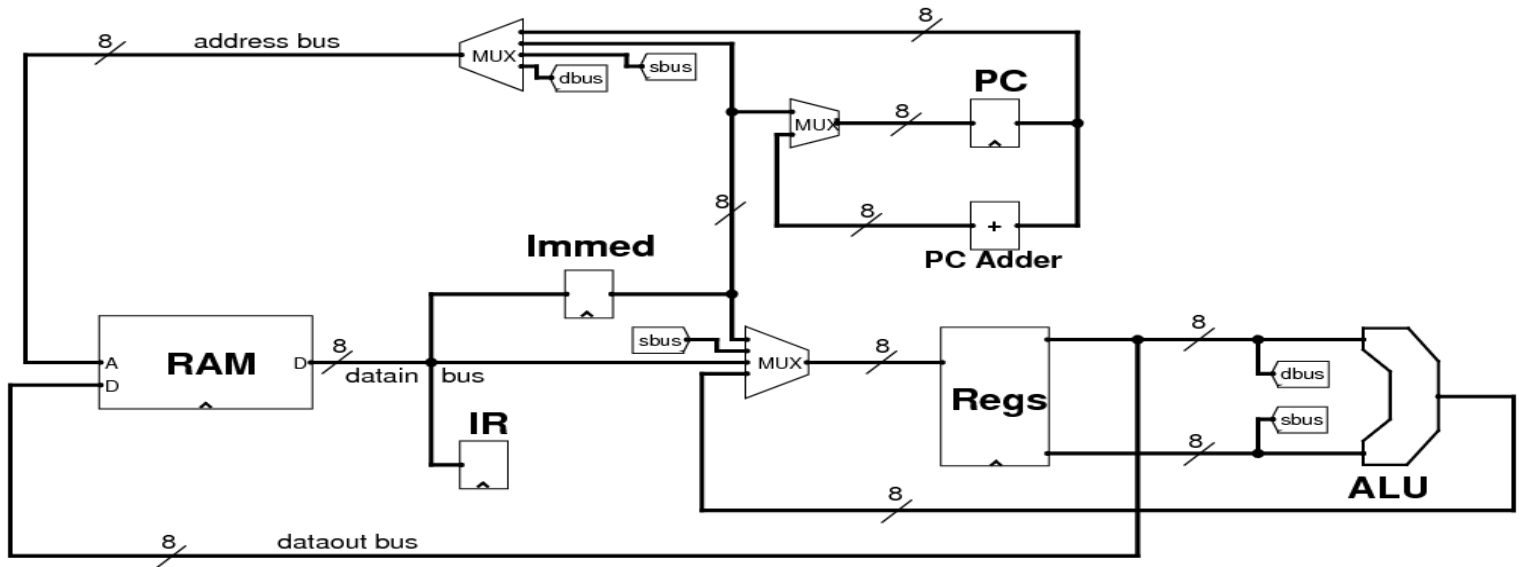 8
8
address bus
MUX
sbus
dbus
PC
8
MUX
8
8
Immed
+
PC Adder
sbus
8
8
A
RAM
D
8
MUX
datain bus
D
dbus
Regs
IR
sbus
8
ALU
8
8
dataout bus